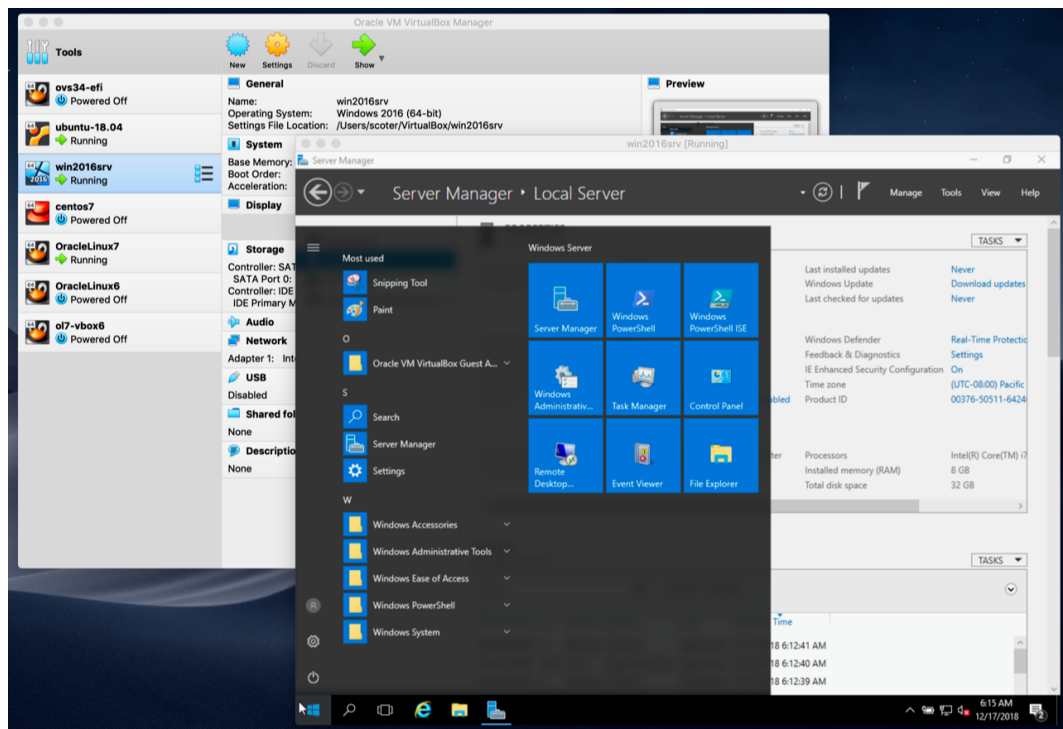 Oracle VM VirtualBox Manager
Tools
New Settings Discard Show
ovs34-efi
Powered Off
ubuntu-18.04
Running
win2016srv
Running
centos7
Powered Off
OracleLinux7
Running
OracleLinux6
Powered Off
ol7-vbox6
Powered Off
General
Name: win2016srv
Operating System: Windows 2016 (64-bit)
Settings File Location: /Users/scoter/VirtualBox/win2016srv
System
Base Memory:
Boot Order:
Acceleration:
Display
Storage
Controller: SAT
SATA Port 0:
Controller: IDE
IDE Primary M
Audio
Network
Adapter 1: Int
USB
Disabled
Shared fol
None
Descriptio
None
Preview
win2016srv [Running]
Server Manager
Server Manager Local Server
Manage Tools View Help
Most used
Snipping Tool
Paint
O
Oracle VM VirtualBox Guest A...
S
Search
Server Manager
Settings
W
Windows Accessories
Windows Administrative Tools
Windows Ease of Access
Windows PowerShell
Windows System
Windows Server
Server Manager
Windows PowerShell
Windows PowerShell ISE
Windows Administrativ...
Task Manager
Control Panel
Remote Desktop...
Event Viewer
File Explorer
TASKS
Last installed updates Never
Windows Update Download updates
Last checked for updates Never
Windows Defender Real-Time Protectic
Feedback & Diagnostics Settings
IE Enhanced Security Configuration On
Time zone (UTC-08:00) Pacific
abled Product ID 00376-50511-6424
ter Processors Intel(R) Core(TM) i7
Installed memory (RAM) 8 GB
Total disk space 32 GB
TASKS
Time
18 6:12:41 AM
18 6:12:40 AM
18 6:12:39 AM
6:15 AM
12/17/2018
2